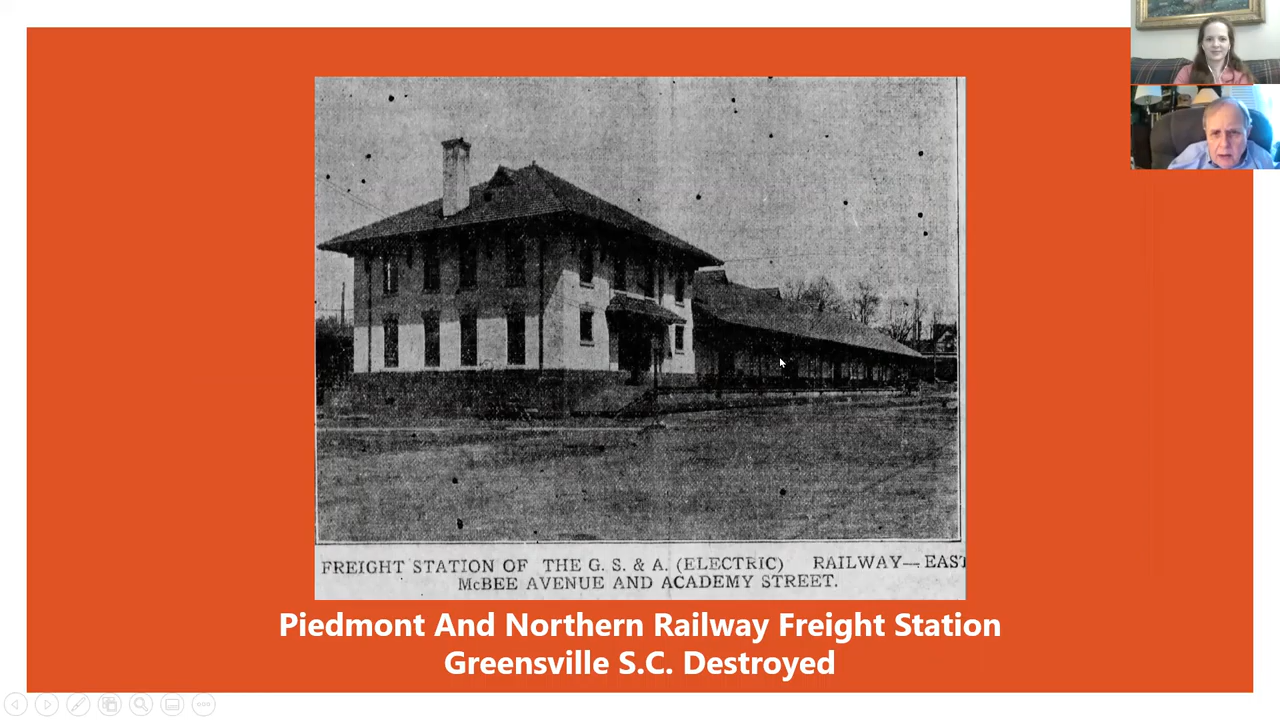 FREIGHT STATION OF THE G. S. & A. (ELECTRIC) RAILWAY—EAST
McBEE AVENUE AND ACADEMY STREET.
Piedmont And Northern Railway Freight Station
Greensville S.C. Destroyed